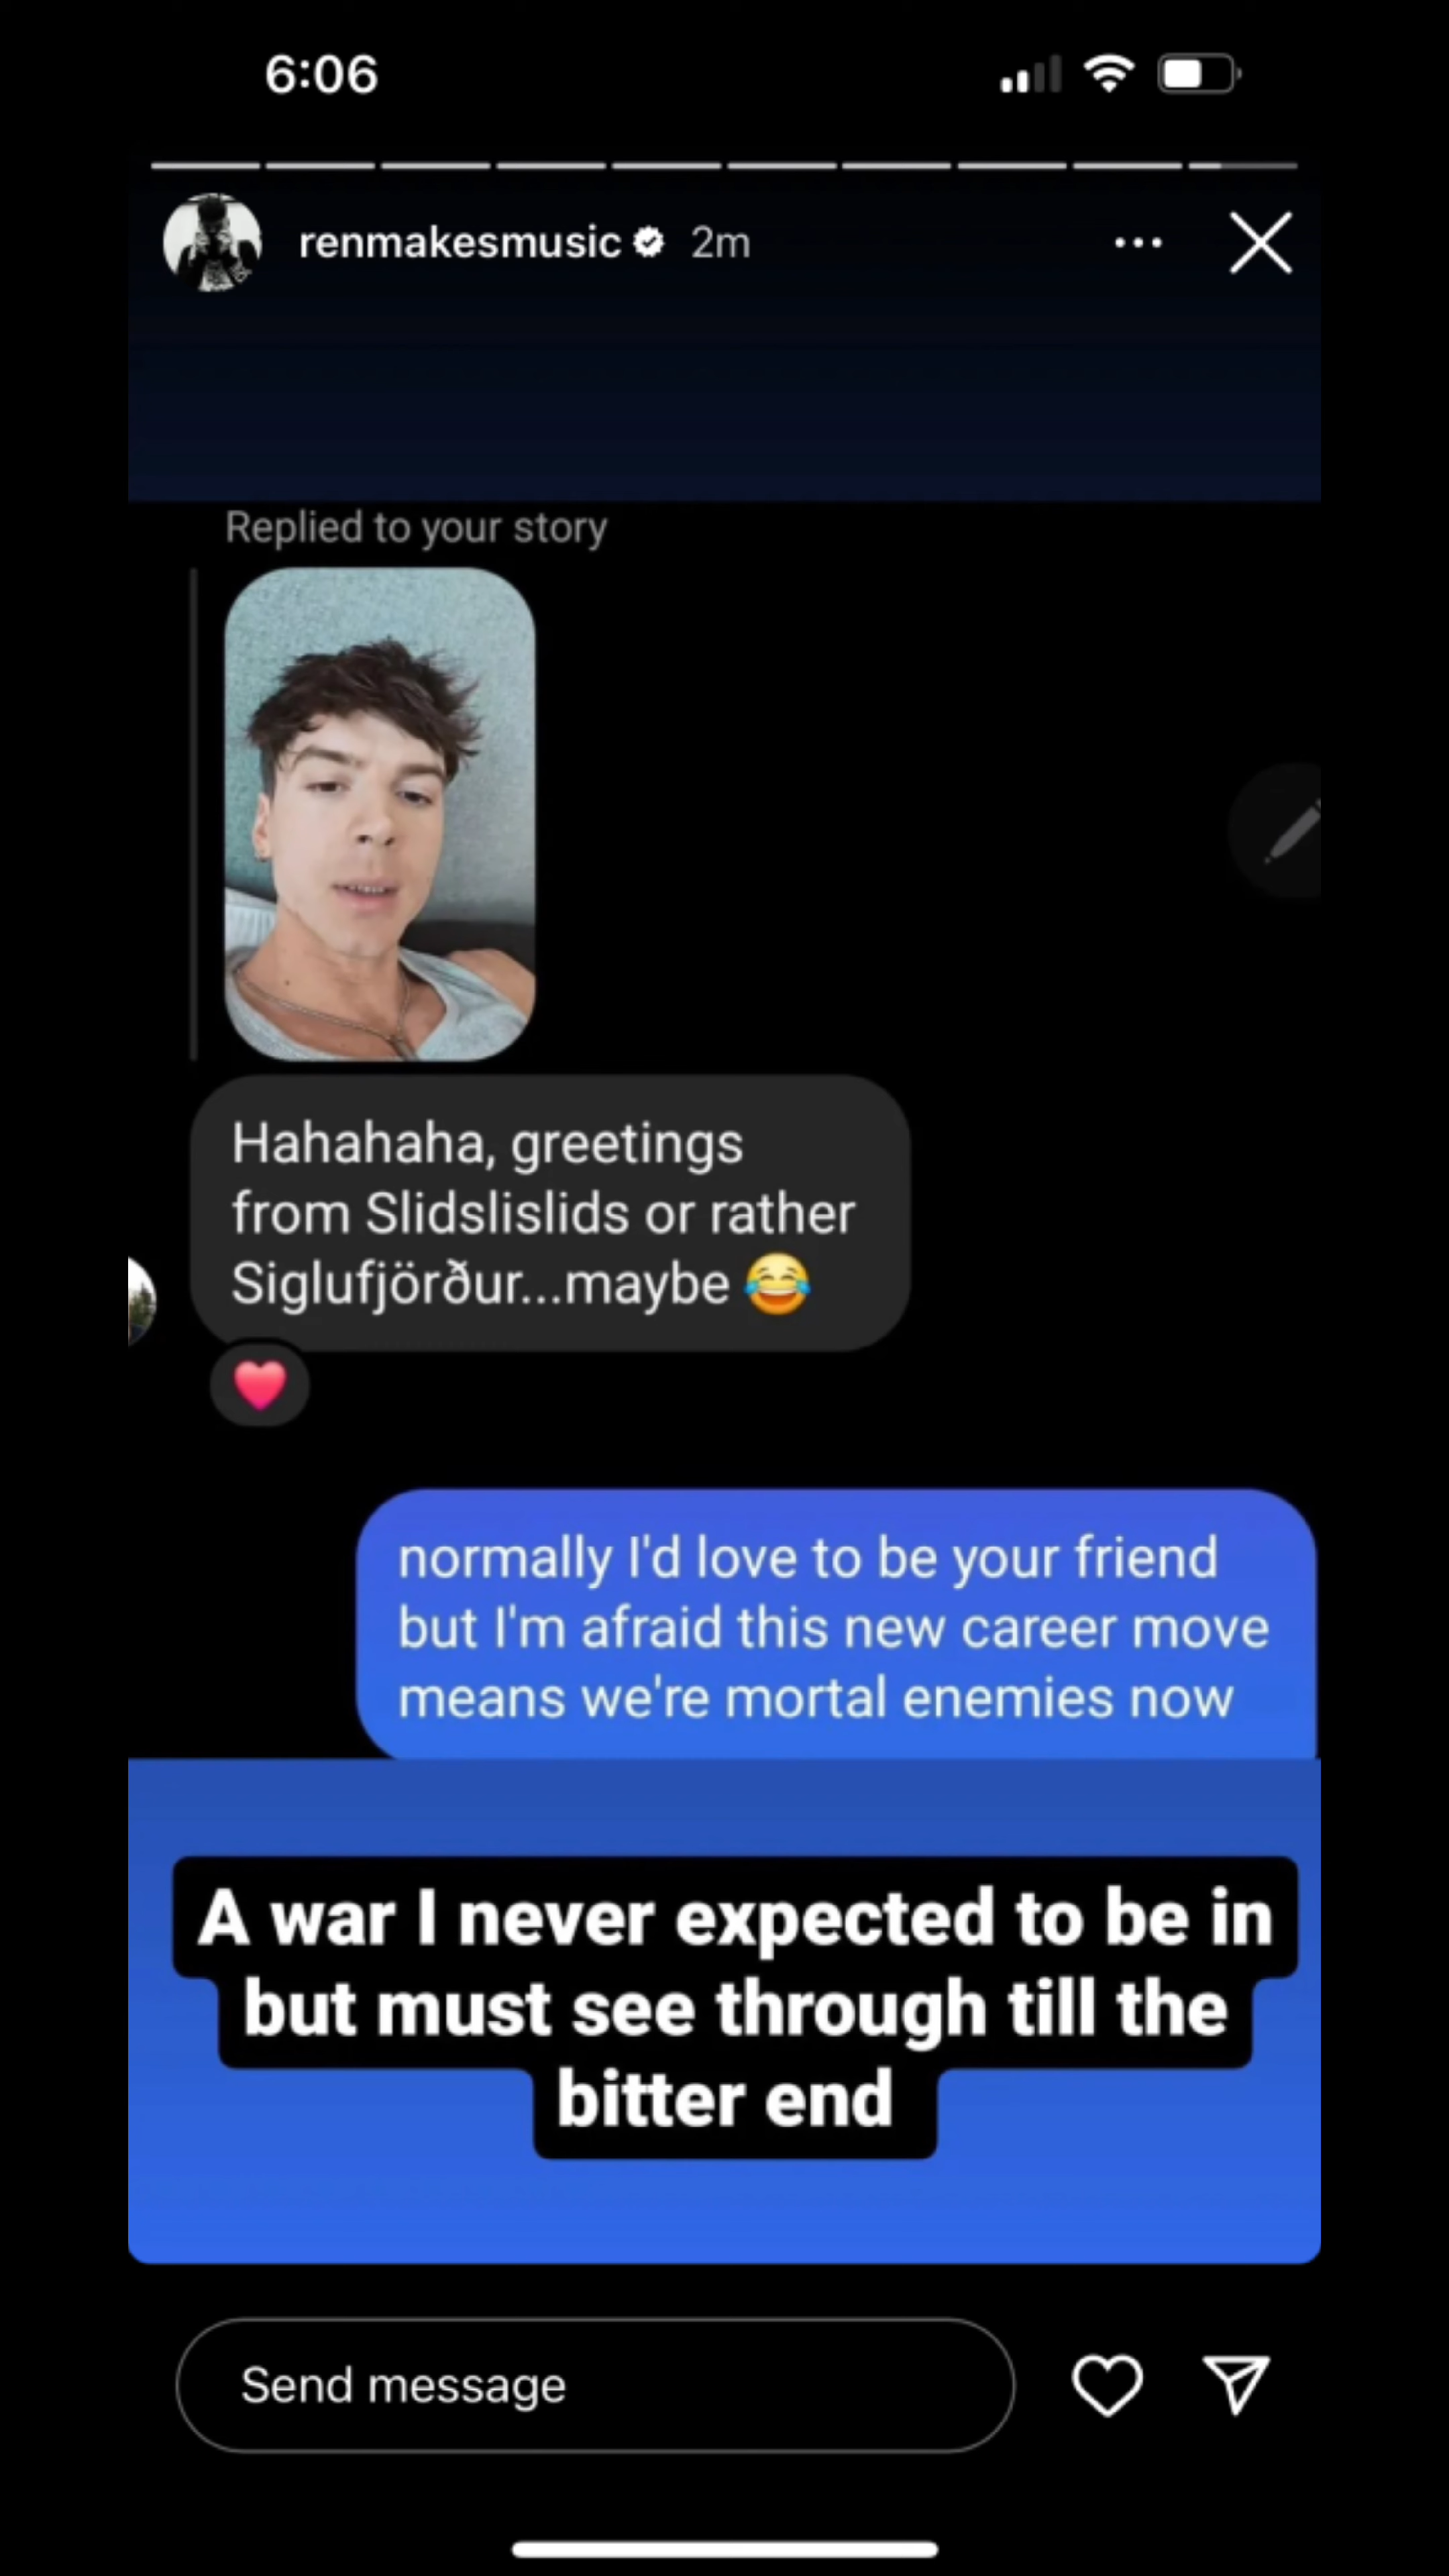 6:06
renmakesmusic 2m
Replied to your story
Hahahaha, greetings
from Slidslislids or rather
Siglufjörður...maybe 😂
normally I'd love to be your friend
but I'm afraid this new career move
means we're mortal enemies now
A war I never expected to be in
but must see through till the
bitter end
Send message